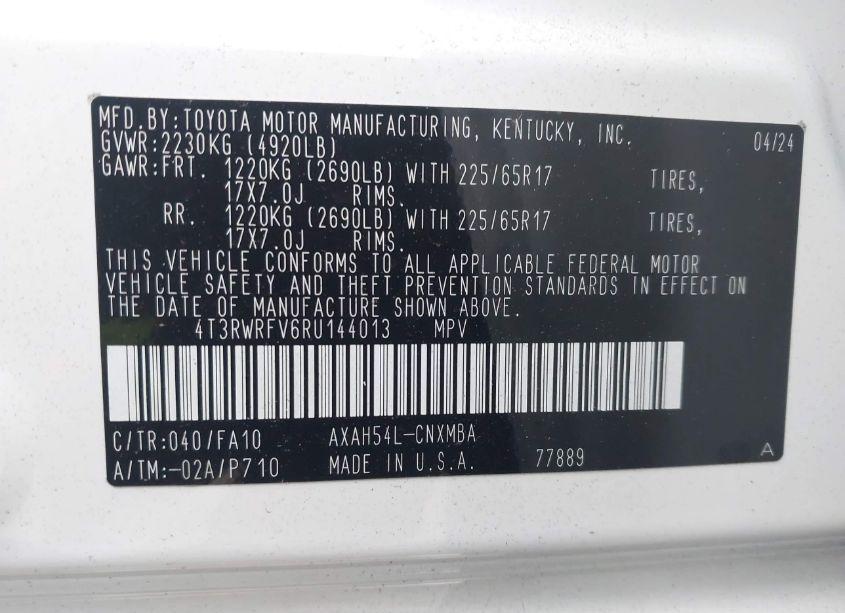 MFD.BY:TOYOTA MOTOR MANUFACTURING, KENTUCKY, INC. 04/24
GVWR:2230KG (4920LB)
GAWR:FRT. 1220KG (2690LB) WITH 225/65R17 TIRES,
17X7.0J RIMS.
RR. 1220KG (2690LB) WITH 225/65R17 TIRES,
17X7.0J RIMS.
THIS VEHICLE CONFORMS TO ALL APPLICABLE FEDERAL MOTOR
VEHICLE SAFETY AND THEFT PREVENTION STANDARDS IN EFFECT ON
THE DATE OF MANUFACTURE SHOWN ABOVE.
4T3RWRFV6RU144013 MPV
C/TR:040/FA10 AXAH54L-CNXMBA
A/TM:-02A/P710 MADE IN U.S.A. 77889 A